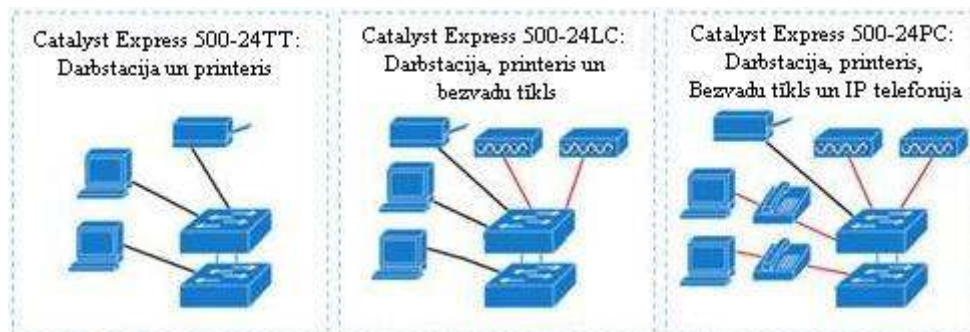 Catalyst Express 500-24TT:
Darbstacija un printeris
Catalyst Express 500-24LC:
Darbstacija, printeris un
bezvadu tīkls
Catalyst Express 500-24PC:
Darbstacija, printeris,
Bezvadu tīkls un IP telefonija